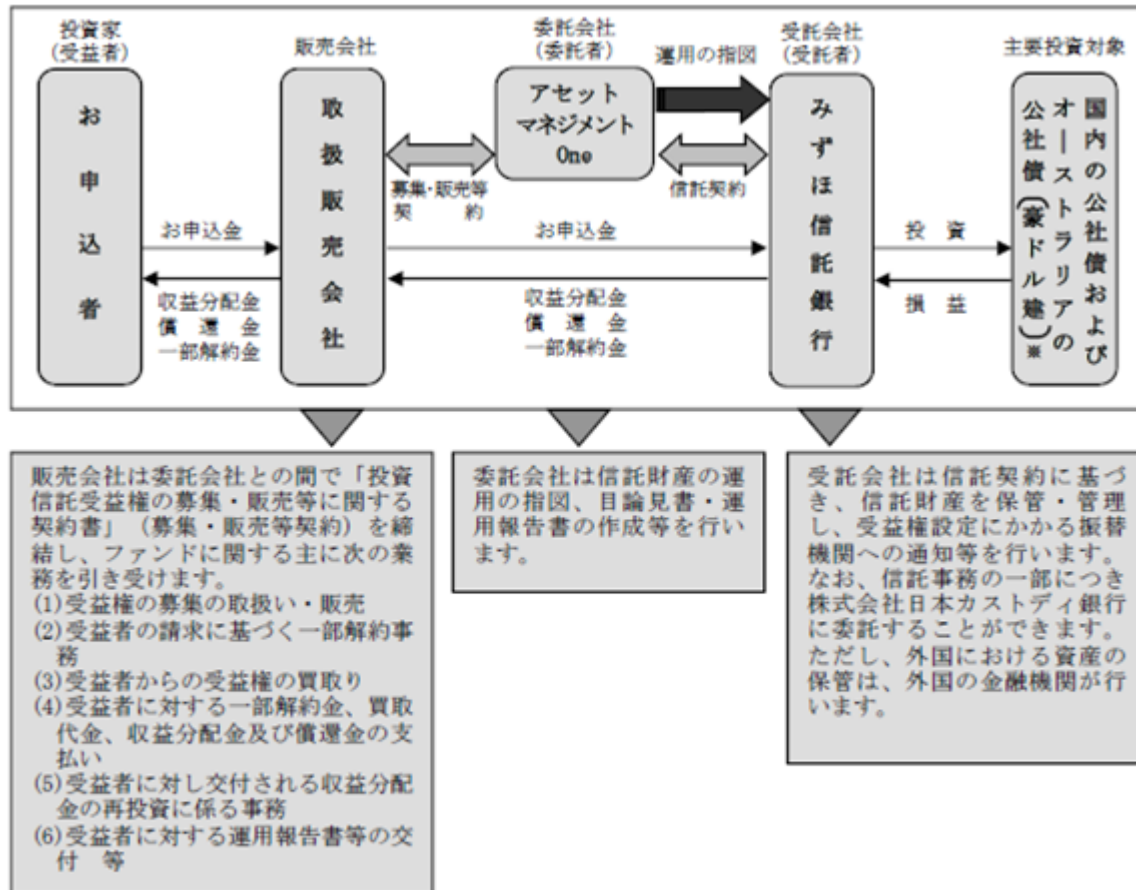 投資家
(受益者)
お申込者
販売会社
取扱販売会社
委託会社
(委託者)
アセット
マネジメント
One
運用の指図
受託会社
(受託者)
みずほ信託銀行
主要投資対象
国内の公社債および
オーストラリアの
公社債(豪ドル建)※
募集・販売等
契　　　約
信託契約
お申込金
収益分配金
償　還　金
一部解約金
お申込金
収益分配金
償　還　金
一部解約金
投　資
損　益
販売会社は委託会社との間で「投資
信託受益権の募集・販売等に関する
契約書」（募集・販売等契約）を締
結し、ファンドに関する主に次の業
務を引き受けます。
(1)受益権の募集の取扱い・販売
(2)受益者の請求に基づく一部解約事
務
(3)受益者からの受益権の買取り
(4)受益者に対する一部解約金、買取
代金、収益分配金及び償還金の支
払い
(5)受益者に対し交付される収益分配
金の再投資に係る事務
(6)受益者に対する運用報告書等の交
付　等
委託会社は信託財産の運
用の指図、目論見書・運
用報告書の作成等を行い
ます。
受託会社は信託契約に基づ
き、信託財産を保管・管理
し、受益権設定にかかる振替
機関への通知等を行います。
なお、信託事務の一部につき
株式会社日本カストディ銀行
に委託することができます。
ただし、外国における資産の
保管は、外国の金融機関が行
います。